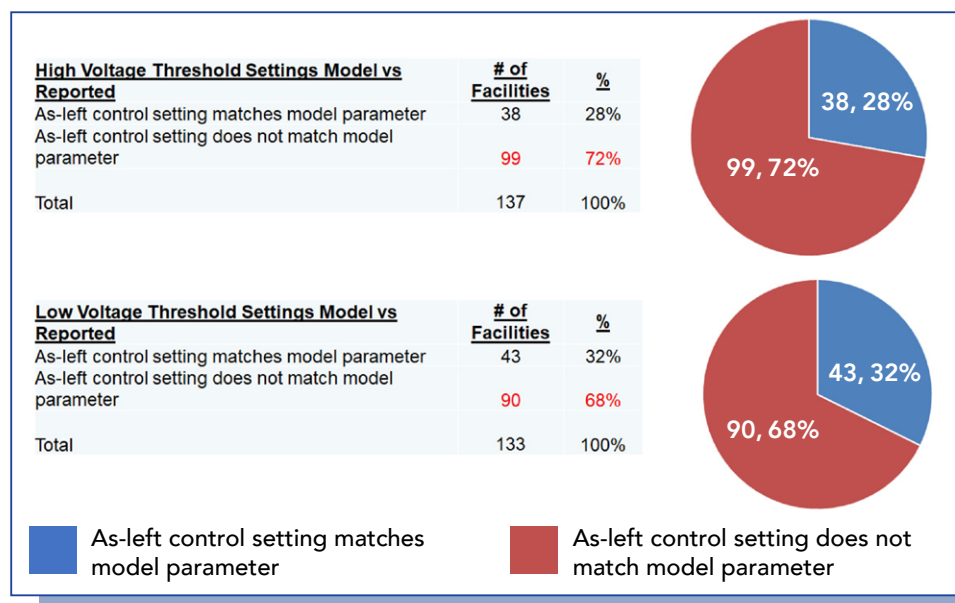 High Voltage Threshold Settings Model vs
Reported
# of
Facilities
%
As-left control setting matches model parameter 38 28%
As-left control setting does not match model
parameter 99 72%
Total 137 100%
38, 28%
99, 72%
Low Voltage Threshold Settings Model vs
Reported
# of
Facilities
%
As-left control setting matches model parameter 43 32%
As-left control setting does not match model
parameter 90 68%
Total 133 100%
43, 32%
90, 68%
As-left control setting matches
model parameter
As-left control setting does not
match model parameter